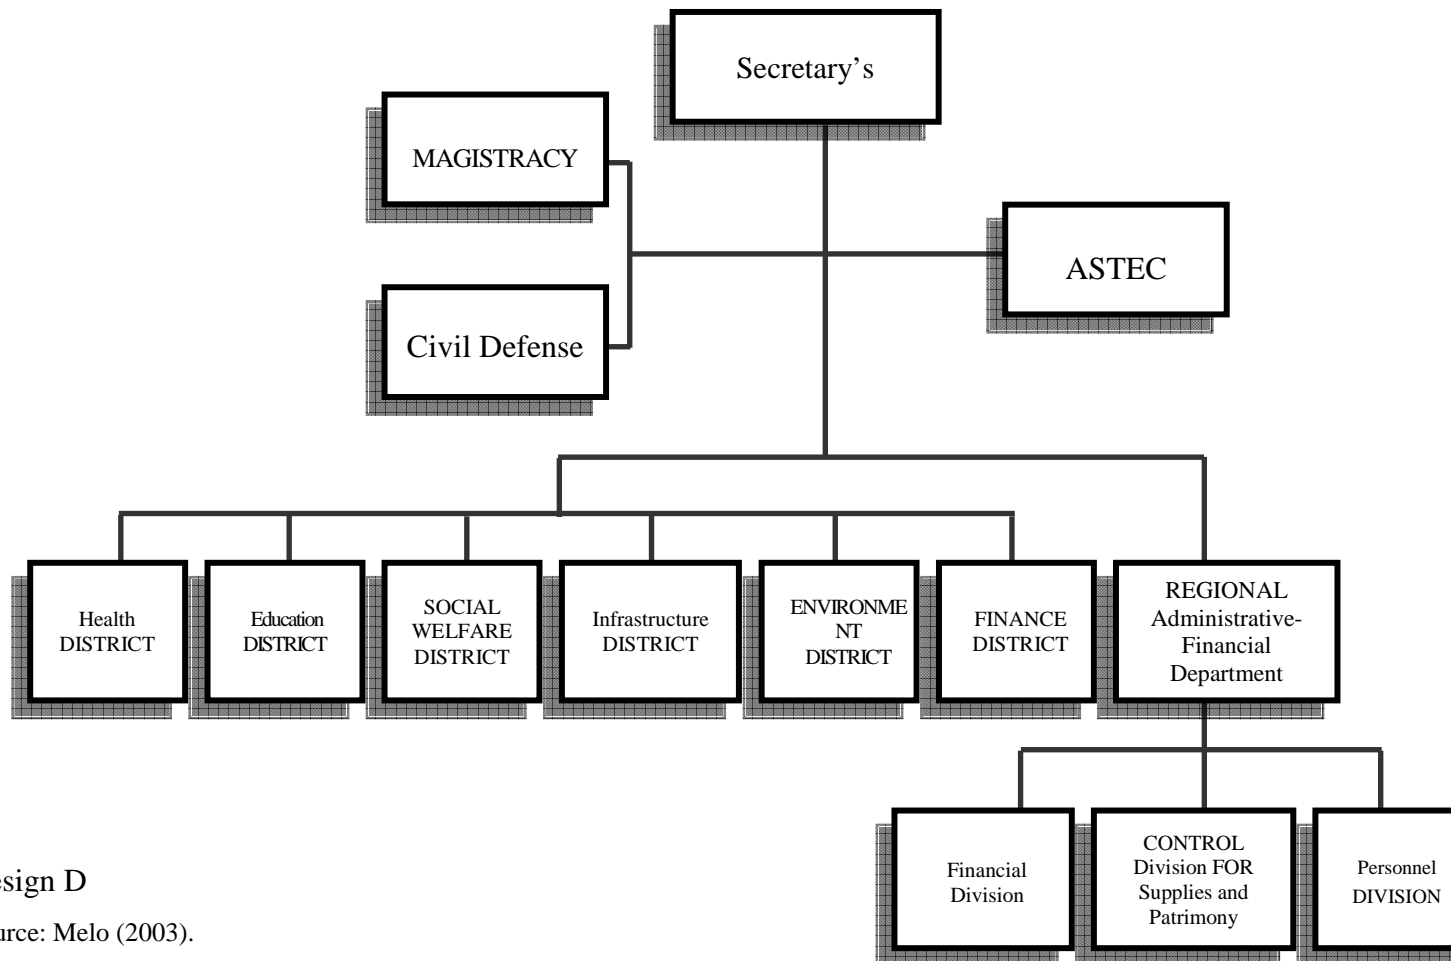 Secretary’s
MAGISTRACY
ASTEC
Civil Defense
Health
DISTRICT
Education
DISTRICT
SOCIAL
WELFARE
DISTRICT
Infrastructure
DISTRICT
ENVIRONME
NT
DISTRICT
FINANCE
DISTRICT
REGIONAL
Administrative-
Financial
Department
Financial
Division
CONTROL
Division FOR
Supplies and
Patrimony
Personnel
DIVISION
esign D
urce: Melo (2003).